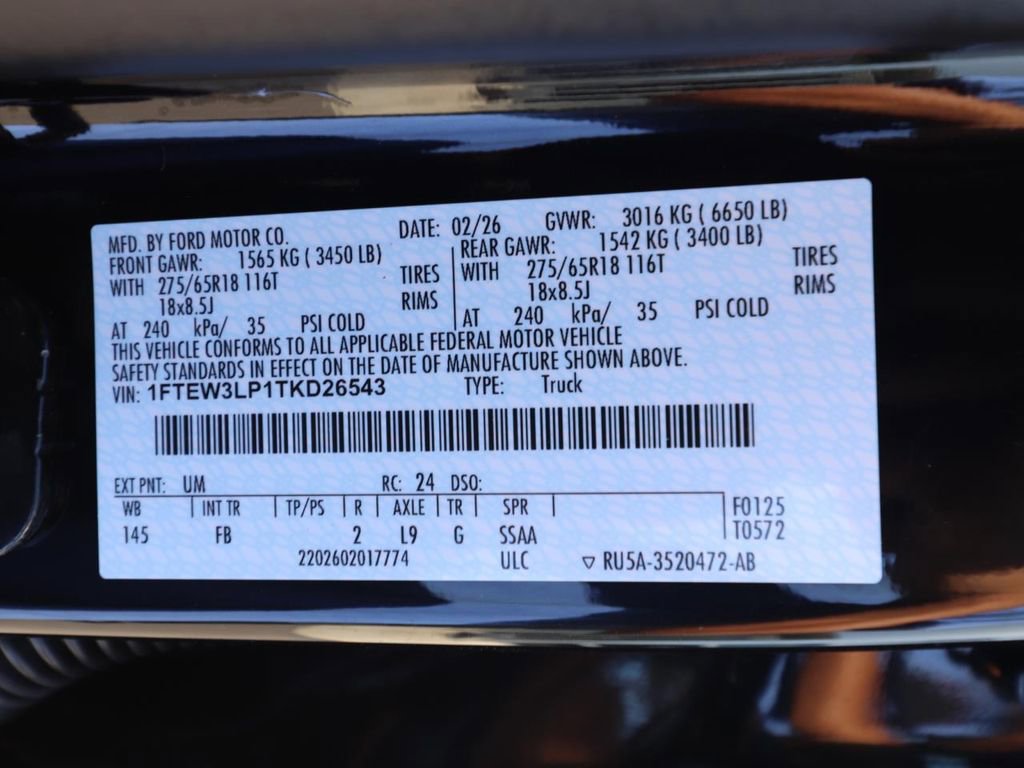 MFD. BY FORD MOTOR CO. DATE: 02/26 GVWR: 3016 KG ( 6650 LB)
FRONT GAWR: 1565 KG ( 3450 LB) REAR GAWR: 1542 KG ( 3400 LB)
WITH 275/65R18 116T TIRES WITH 275/65R18 116T TIRES
18x8.5J RIMS 18x8.5J RIMS
AT 240 kPa/ 35 PSI COLD AT 240 kPa/ 35 PSI COLD
THIS VEHICLE CONFORMS TO ALL APPLICABLE FEDERAL MOTOR VEHICLE
SAFETY STANDARDS IN EFFECT ON THE DATE OF MANUFACTURE SHOWN ABOVE.
VIN: 1FTEW3LP1TKD26543 TYPE: Truck
EXT PNT: UM RC: 24 DSO:
WB INT TR TP/PS R AXLE TR SPR F0125
145 FB 2 L9 G SSAA T0572
2202602017774 ULC ▽ RU5A-3520472-AB